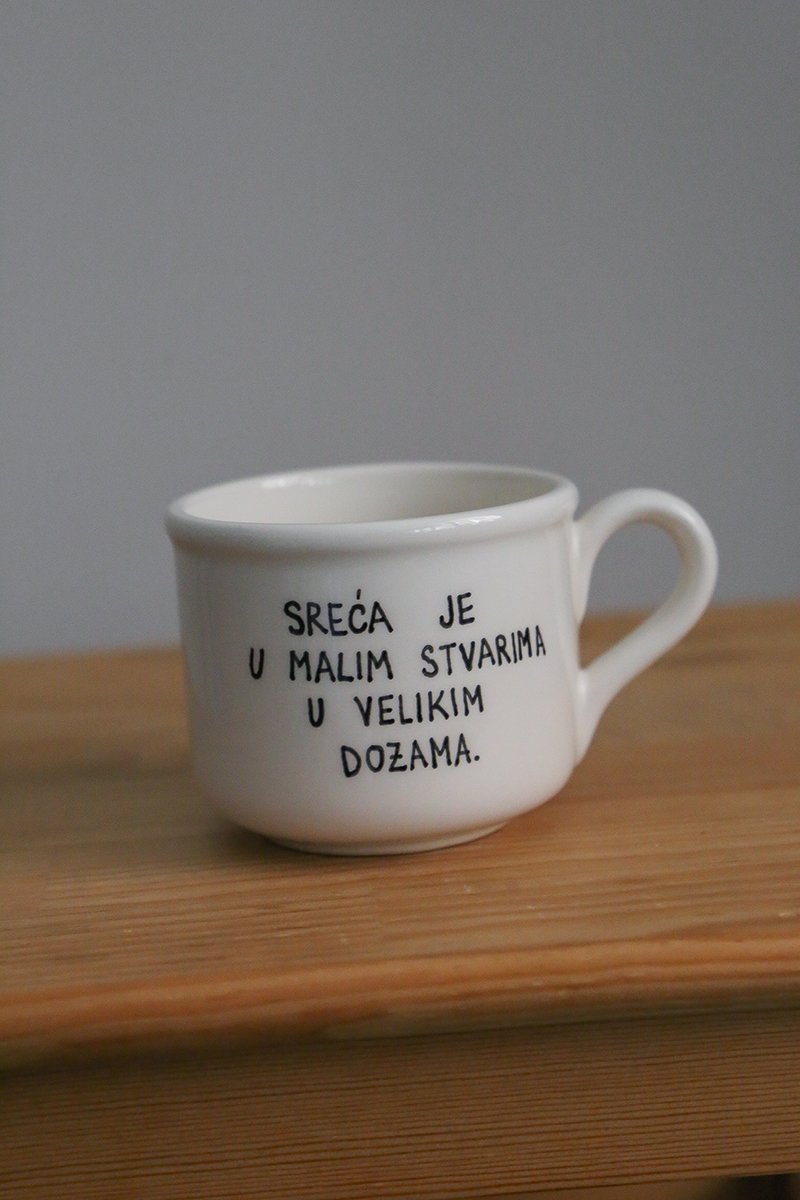 SREĆA JE
U MALIM STVARIMA
U VELIKIM
DOZAMA.